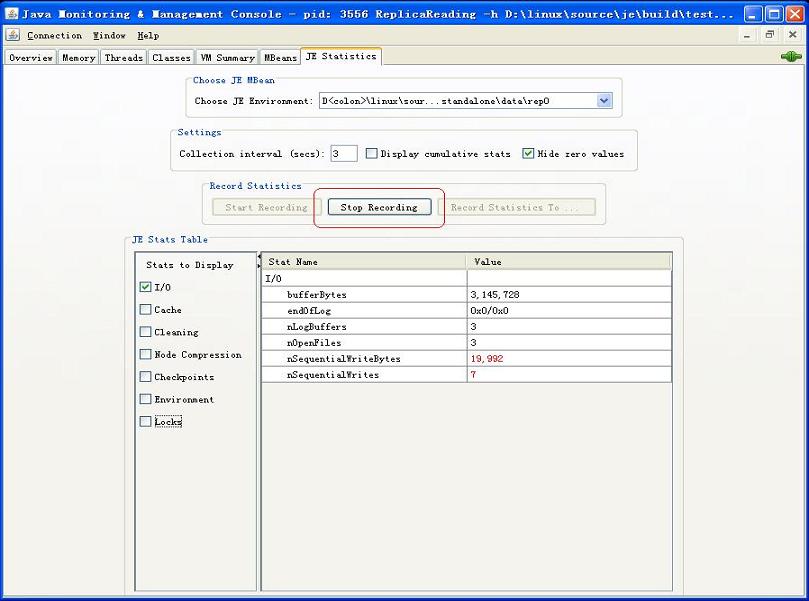 Java Monitoring & Management Console - pid: 3556 ReplicaReading -h D:\linux\source\je\build\test...
Connection Window Help
Overview Memory Threads Classes VM Summary MBeans JE Statistics
Choose JE MBean
Choose JE Environment: D<colon>\linux\sour...standalone\data\rep0
Settings
Collection interval (secs): 3 Display cumulative stats Hide zero values
Record Statistics
Start Recording Stop Recording Record Statistics To ...
JE Stats Table
Stats to Display
I/O
Cache
Cleaning
Node Compression
Checkpoints
Environment
Locks
Stat Name Value
I/O
bufferBytes 3,145,728
endOfLog 0x0/0x0
nLogBuffers 3
nOpenFiles 3
nSequentialWriteBytes 19,992
nSequentialWrites 7